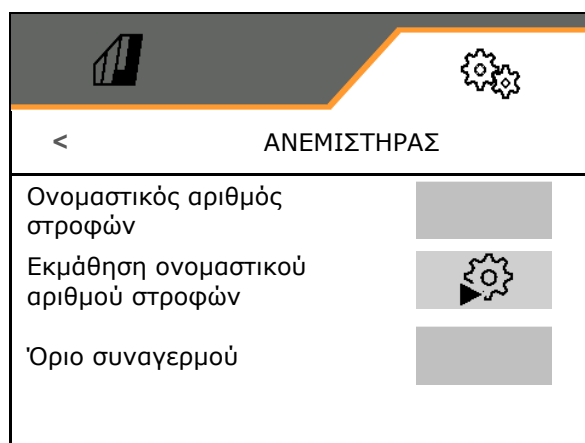 < ΑΝΕΜΙΣΤΗΡΑΣ
Ονομαστικός αριθμός
στροφών
Εκμάθηση ονομαστικού
αριθμού στροφών
Όριο συναγερμού